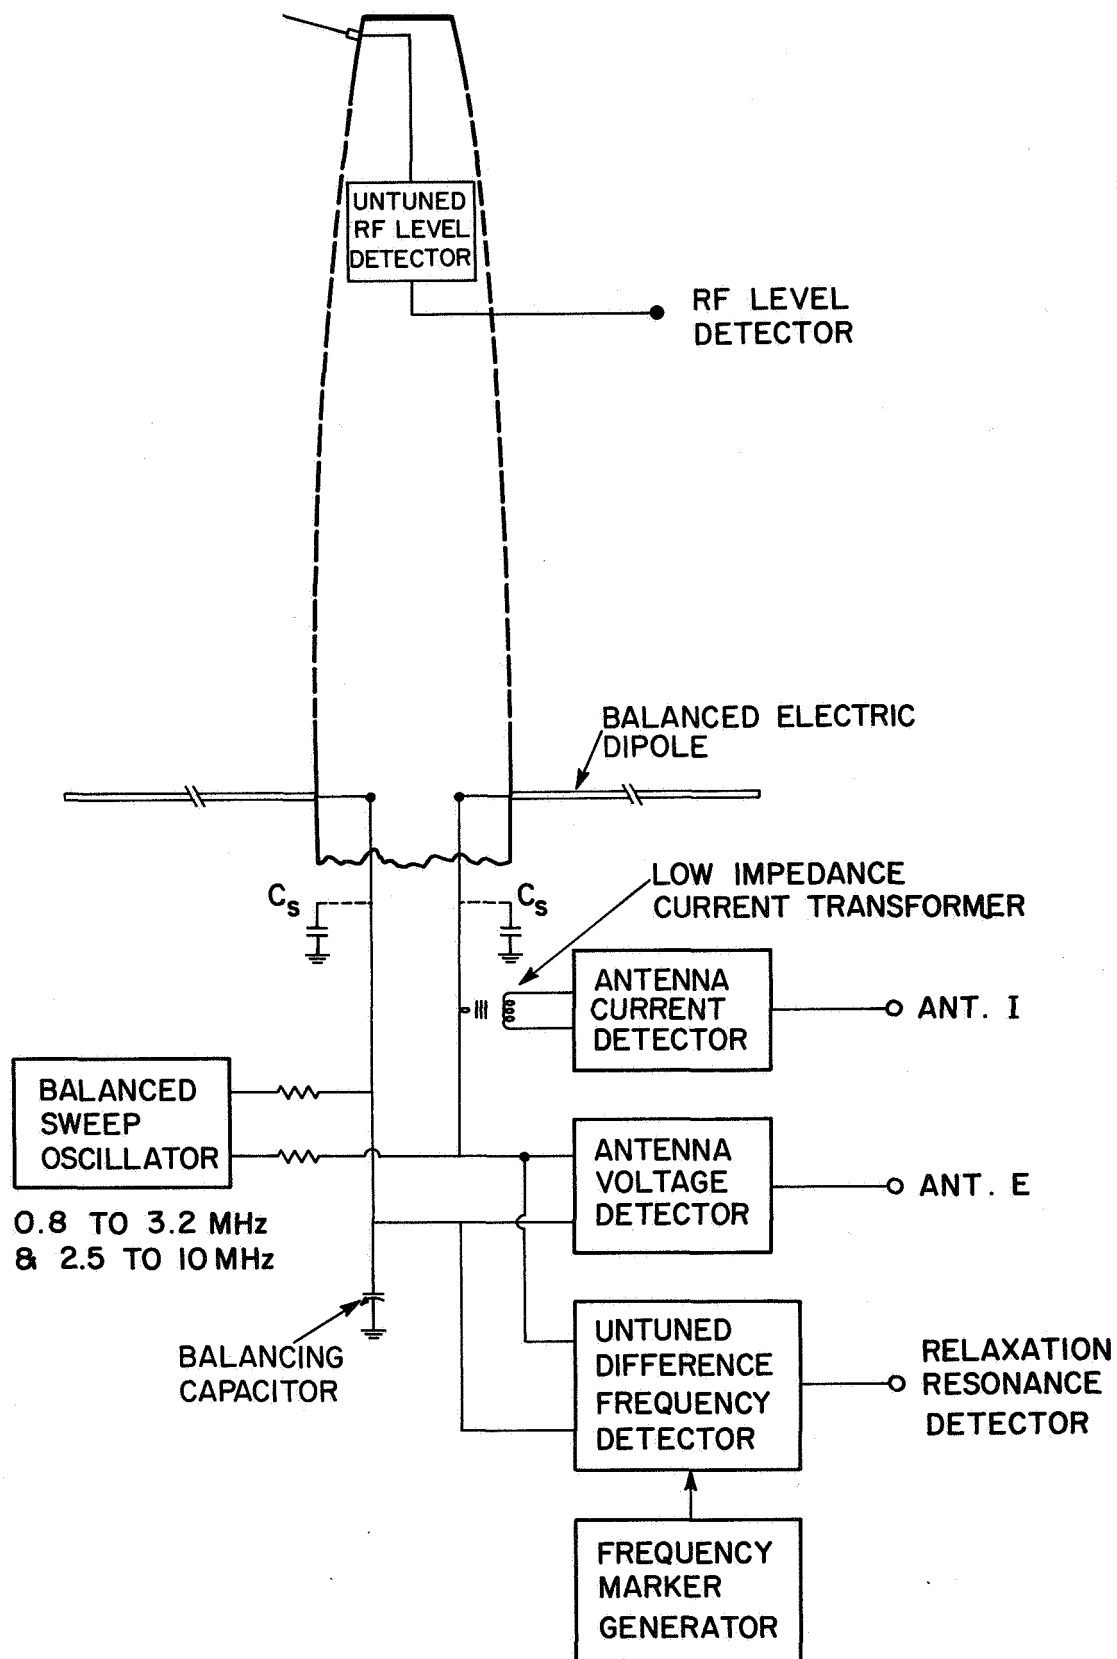 UNTUNED
RF LEVEL
DETECTOR
RF LEVEL
DETECTOR
BALANCED ELECTRIC
DIPOLE
LOW IMPEDANCE
CURRENT TRANSFORMER
Cs
Cs
ANTENNA
CURRENT
DETECTOR
ANT. I
BALANCED
SWEEP
OSCILLATOR
0.8 TO 3.2 MHz
& 2.5 TO 10 MHz
ANTENNA
VOLTAGE
DETECTOR
ANT. E
BALANCING
CAPACITOR
UNTUNED
DIFFERENCE
FREQUENCY
DETECTOR
RELAXATION
RESONANCE
DETECTOR
FREQUENCY
MARKER
GENERATOR